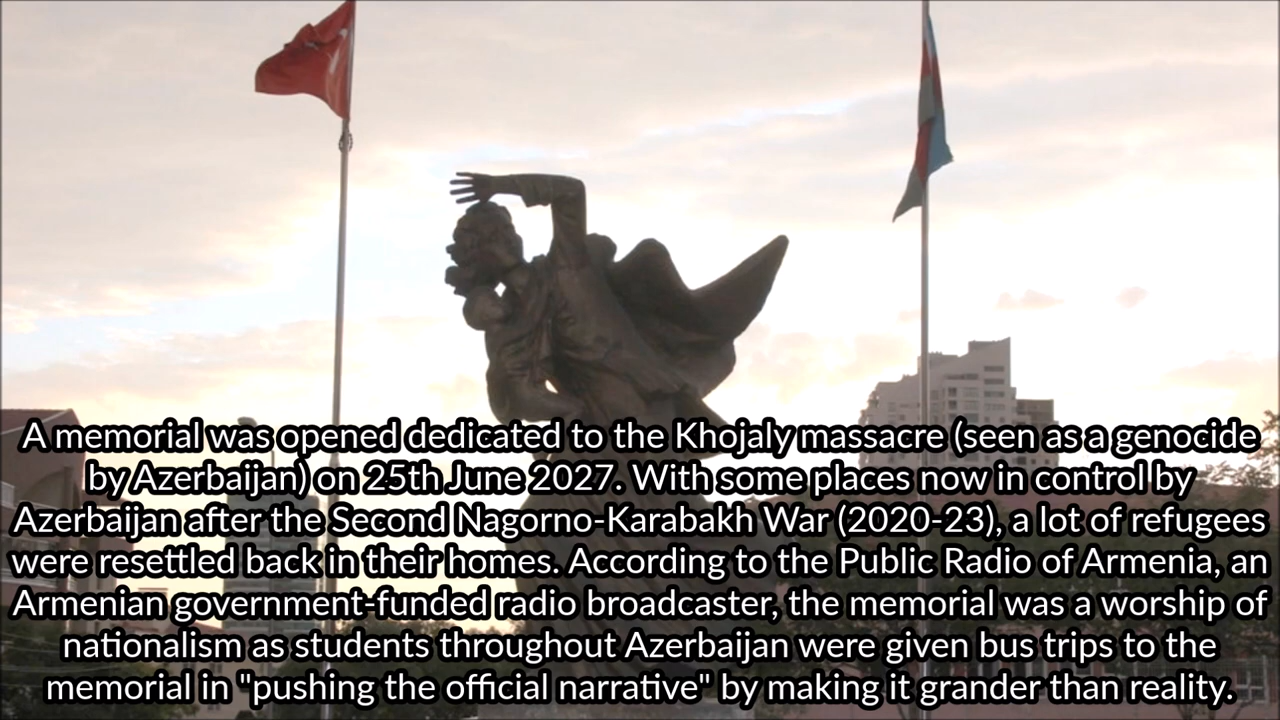 A memorial was opened dedicated to the Khojaly massacre (seen as a genocide
by Azerbaijan) on 25th June 2027. With some places now in control by
Azerbaijan after the Second Nagorno-Karabakh War (2020-23), a lot of refugees
were resettled back in their homes. According to the Public Radio of Armenia, an
Armenian government-funded radio broadcaster, the memorial was a worship of
nationalism as students throughout Azerbaijan were given bus trips to the
memorial in "pushing the official narrative" by making it grander than reality.